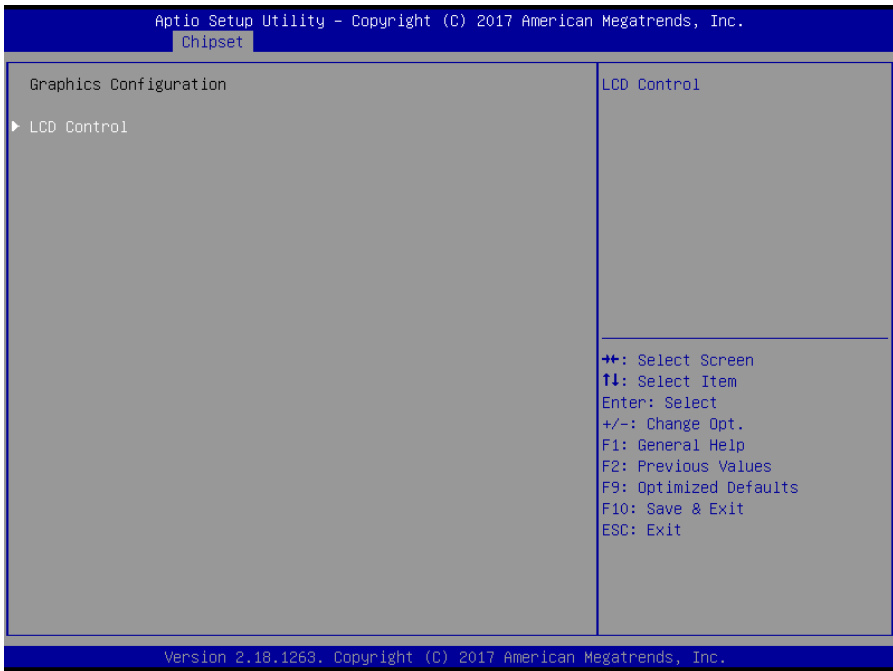 Aptio Setup Utility – Copyright (C) 2017 American Megatrends, Inc.
Chipset
Graphics Configuration
▶ LCD Control
LCD Control
→←: Select Screen
↑↓: Select Item
Enter: Select
+/-: Change Opt.
F1: General Help
F2: Previous Values
F9: Optimized Defaults
F10: Save & Exit
ESC: Exit
Version 2.18.1263. Copyright (C) 2017 American Megatrends, Inc.